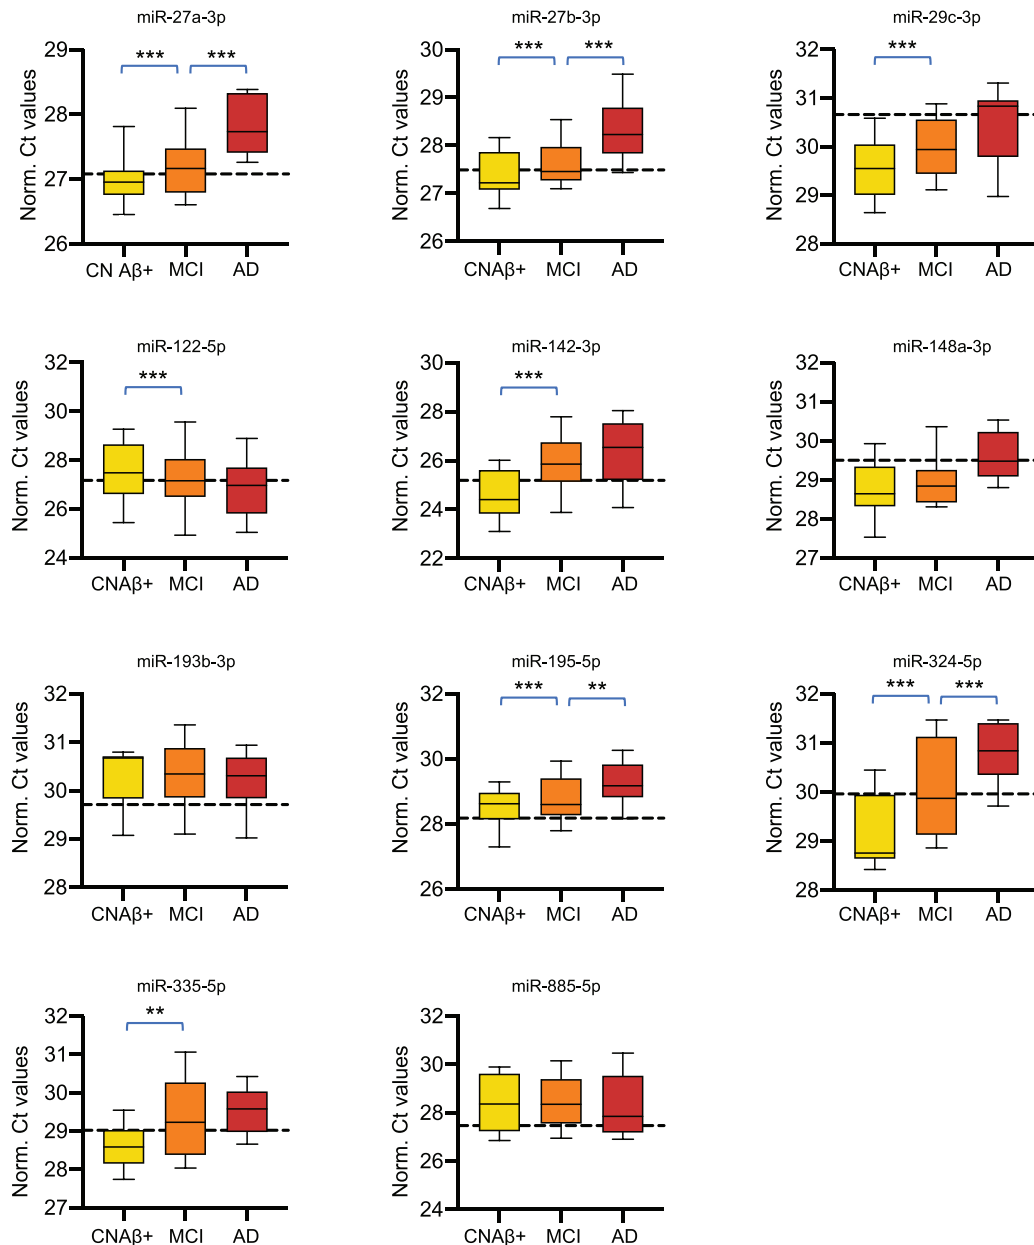 miR-27a-3p
*** ***
Norm. Ct values
29
28
27
26
CN Aβ+ MCI AD
miR-27b-3p
*** ***
Norm. Ct values
30
29
28
27
26
CNAβ+ MCI AD
miR-29c-3p
***
Norm. Ct values
32
31
30
29
28
CNAβ+ MCI AD
miR-122-5p
***
Norm. Ct values
32
30
28
26
24
CNAβ+ MCI AD
miR-142-3p
***
Norm. Ct values
30
28
26
24
22
CNAβ+ MCI AD
miR-148a-3p
Norm. Ct values
32
31
30
29
28
27
CNAβ+ MCI AD
miR-193b-3p
Norm. Ct values
32
31
30
29
28
CNAβ+ MCI AD
miR-195-5p
*** **
Norm. Ct values
32
30
28
26
CNAβ+ MCI AD
miR-324-5p
*** ***
Norm. Ct values
32
31
30
29
28
CNAβ+ MCI AD
miR-335-5p
**
Norm. Ct values
32
31
30
29
28
27
CNAβ+ MCI AD
miR-885-5p
Norm. Ct values
32
30
28
26
24
CNAβ+ MCI AD